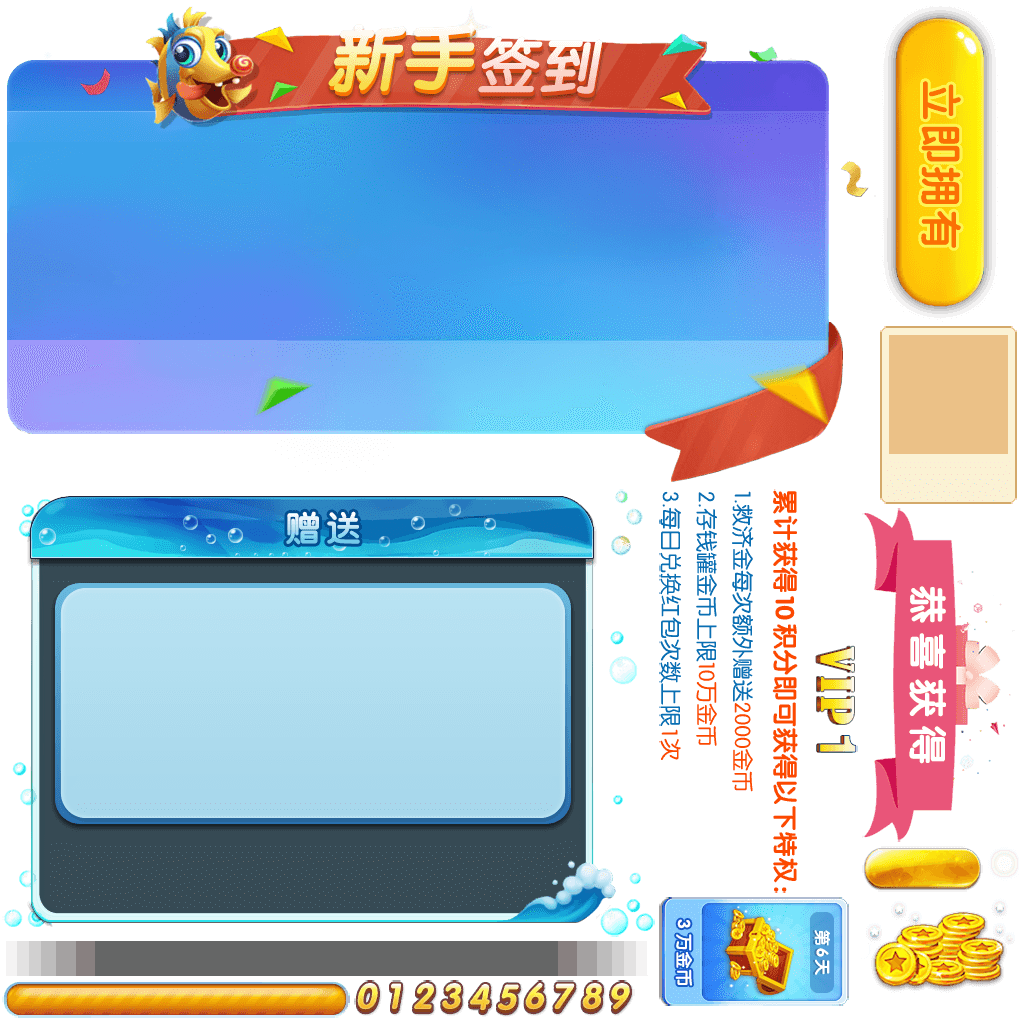 新手签到
立即拥有
赠送
累计获得10积分即可获得以下特权：
1.救济金每次额外赠送2000金币
2.存钱罐金币上限10万金币
3.每日兑换红包次数上限1次
VIP1
恭喜获得
第6天
3万金币
0123456789